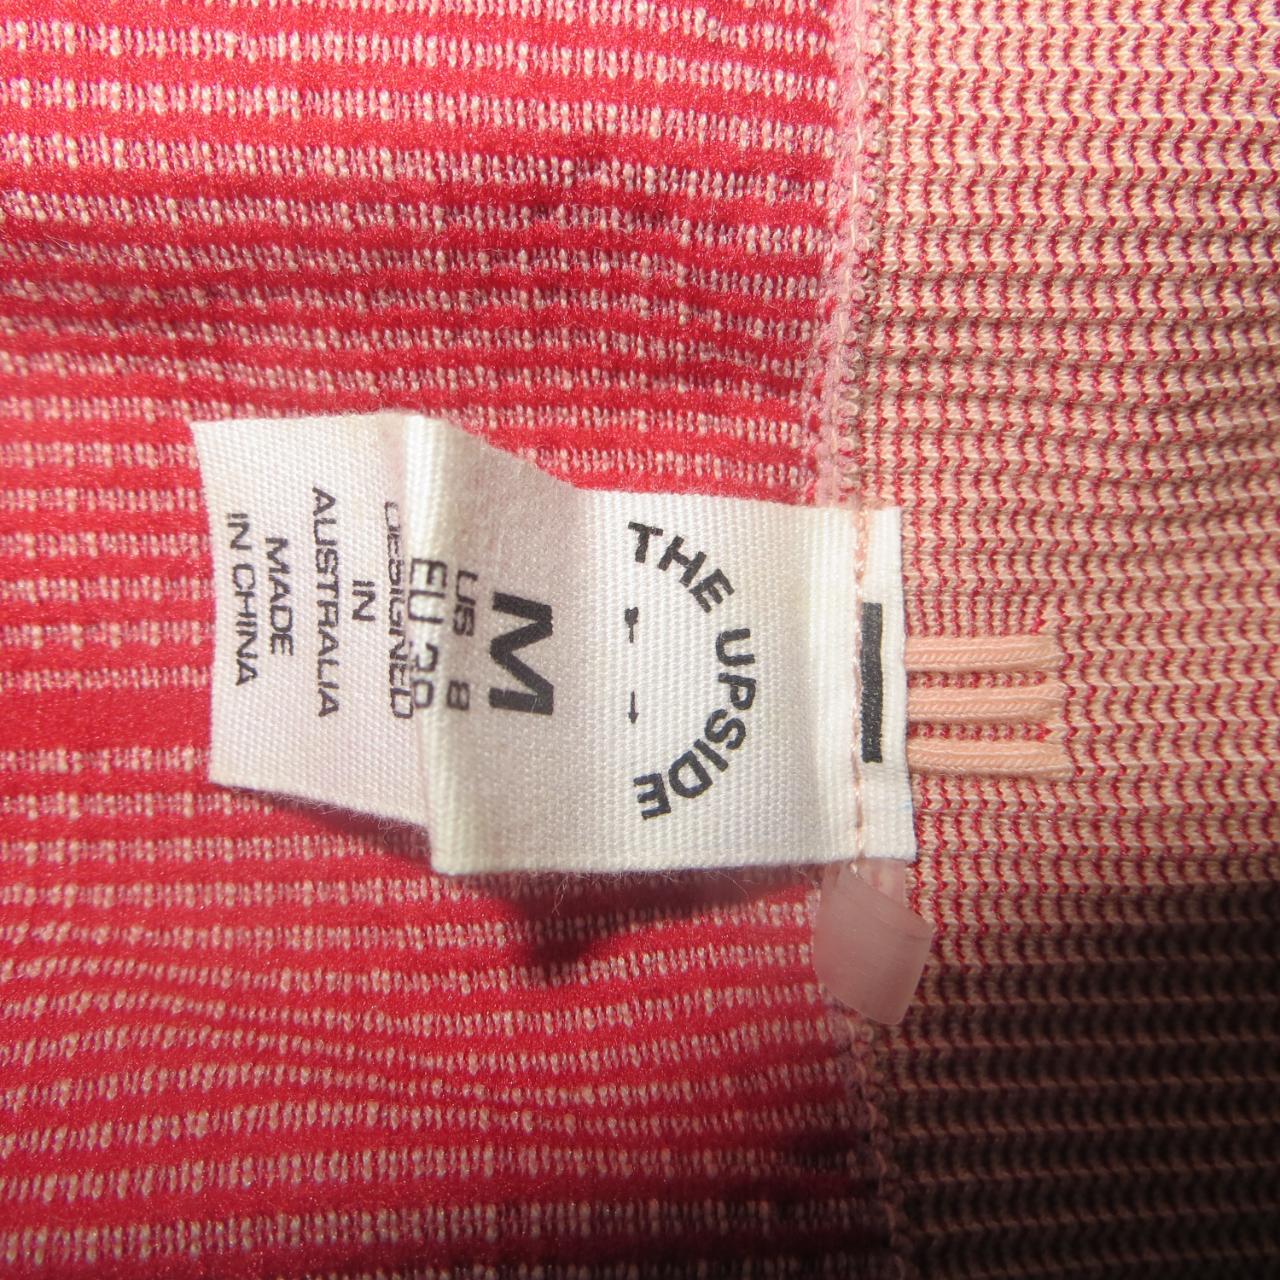 THE UPSIDE
M
US 8
EU 38
DESIGNED
IN
AUSTRALIA
MADE
IN CHINA